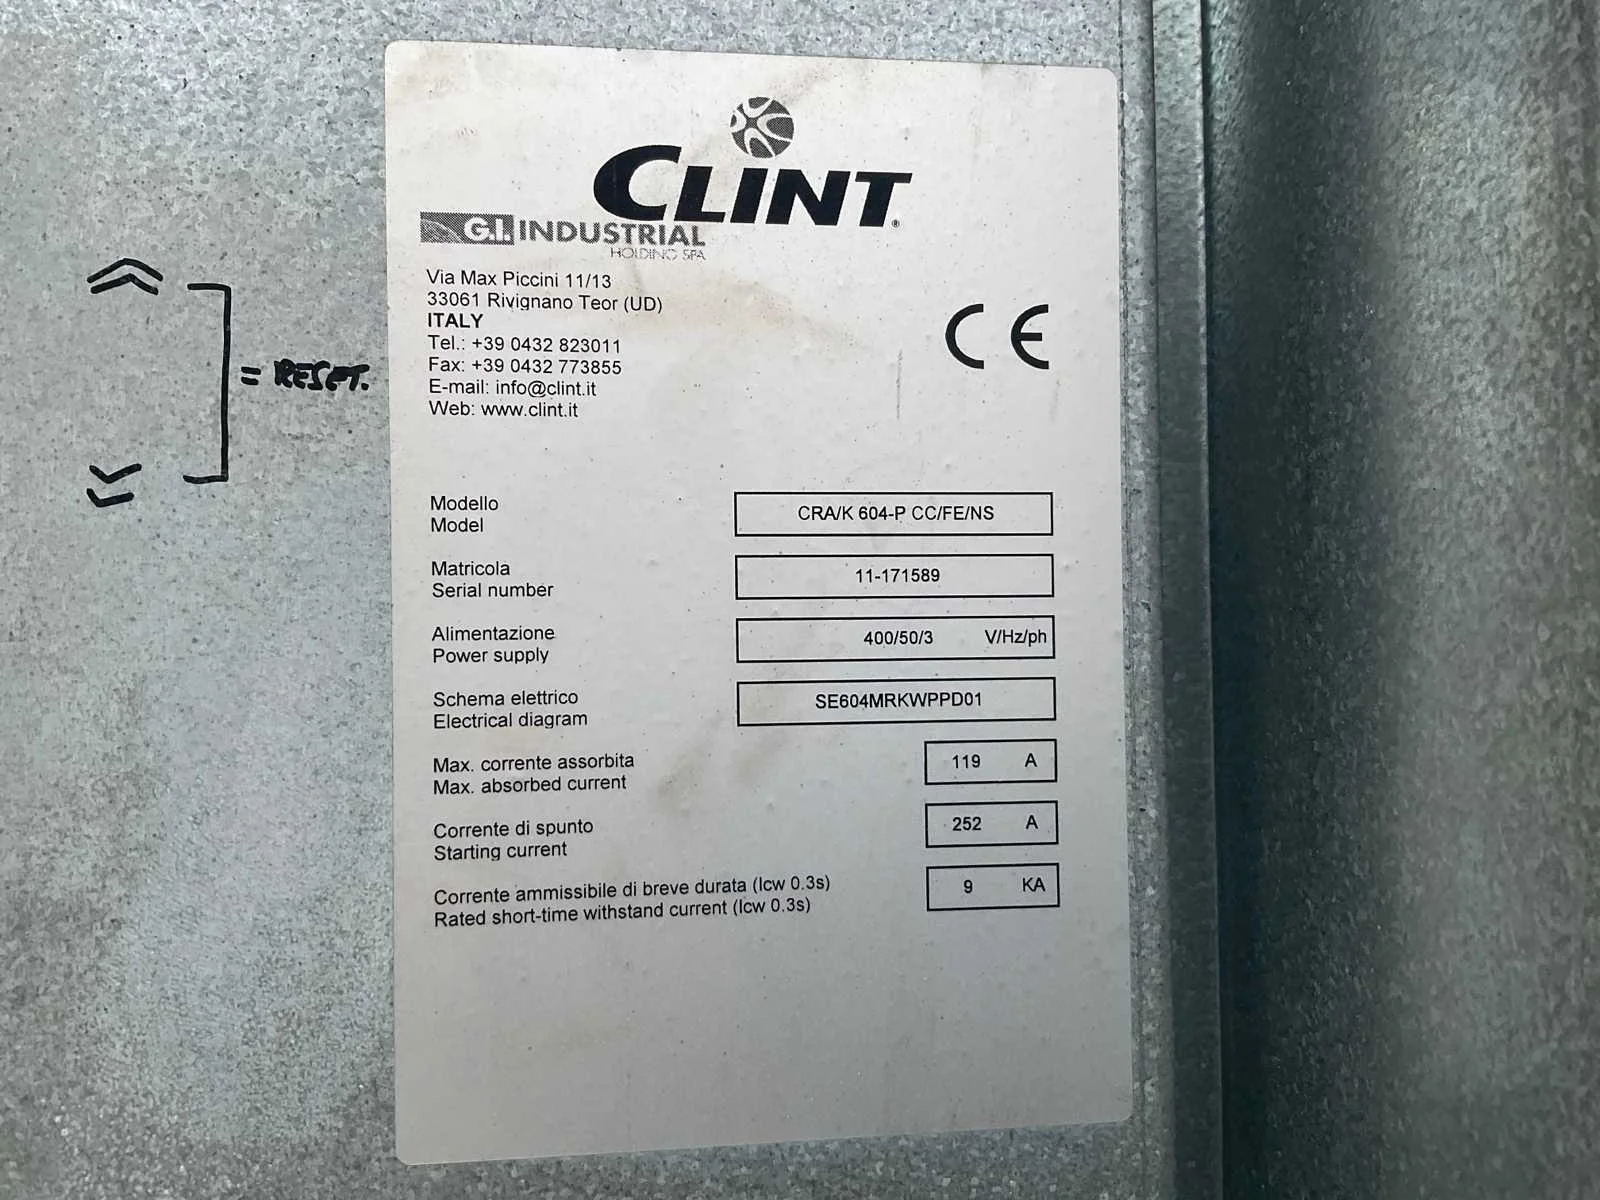 CLINT®
G.I. INDUSTRIAL
HOLDING SPA
Via Max Piccini 11/13
33061 Rivignano Teor (UD)
ITALY
Tel.: +39 0432 823011
Fax: +39 0432 773855
E-mail: info@clint.it
Web: www.clint.it
CE
= RESET.
Modello
Model
CRA/K 604-P CC/FE/NS
Matricola
Serial number
11-171589
Alimentazione
Power supply
400/50/3 V/Hz/ph
Schema elettrico
Electrical diagram
SE604MRKWPPD01
Max. corrente assorbita
Max. absorbed current
119 A
Corrente di spunto
Starting current
252 A
Corrente ammissibile di breve durata (Icw 0.3s)
Rated short-time withstand current (Icw 0.3s)
9 KA